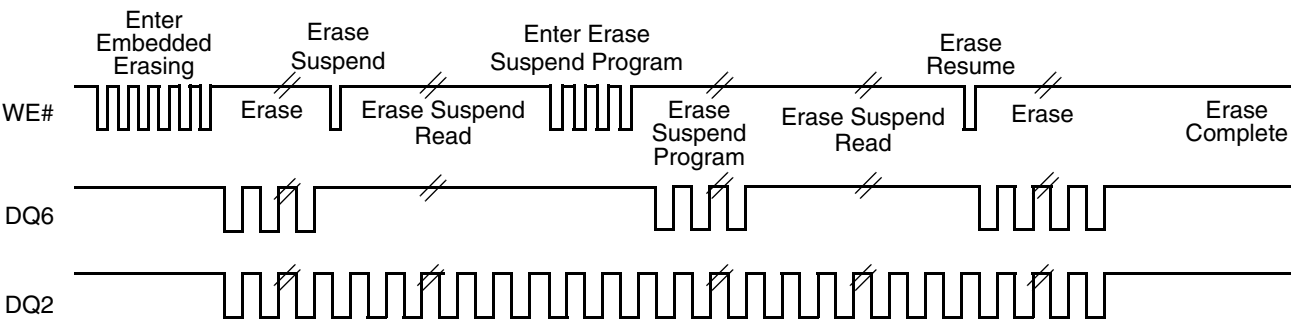 Enter
Embedded
Erasing
Erase
Suspend
Enter Erase
Suspend Program
Erase
Resume
WE#
Erase
Erase Suspend
Read
Erase
Suspend
Program
Erase Suspend
Read
Erase
Erase
Complete
DQ6
DQ2